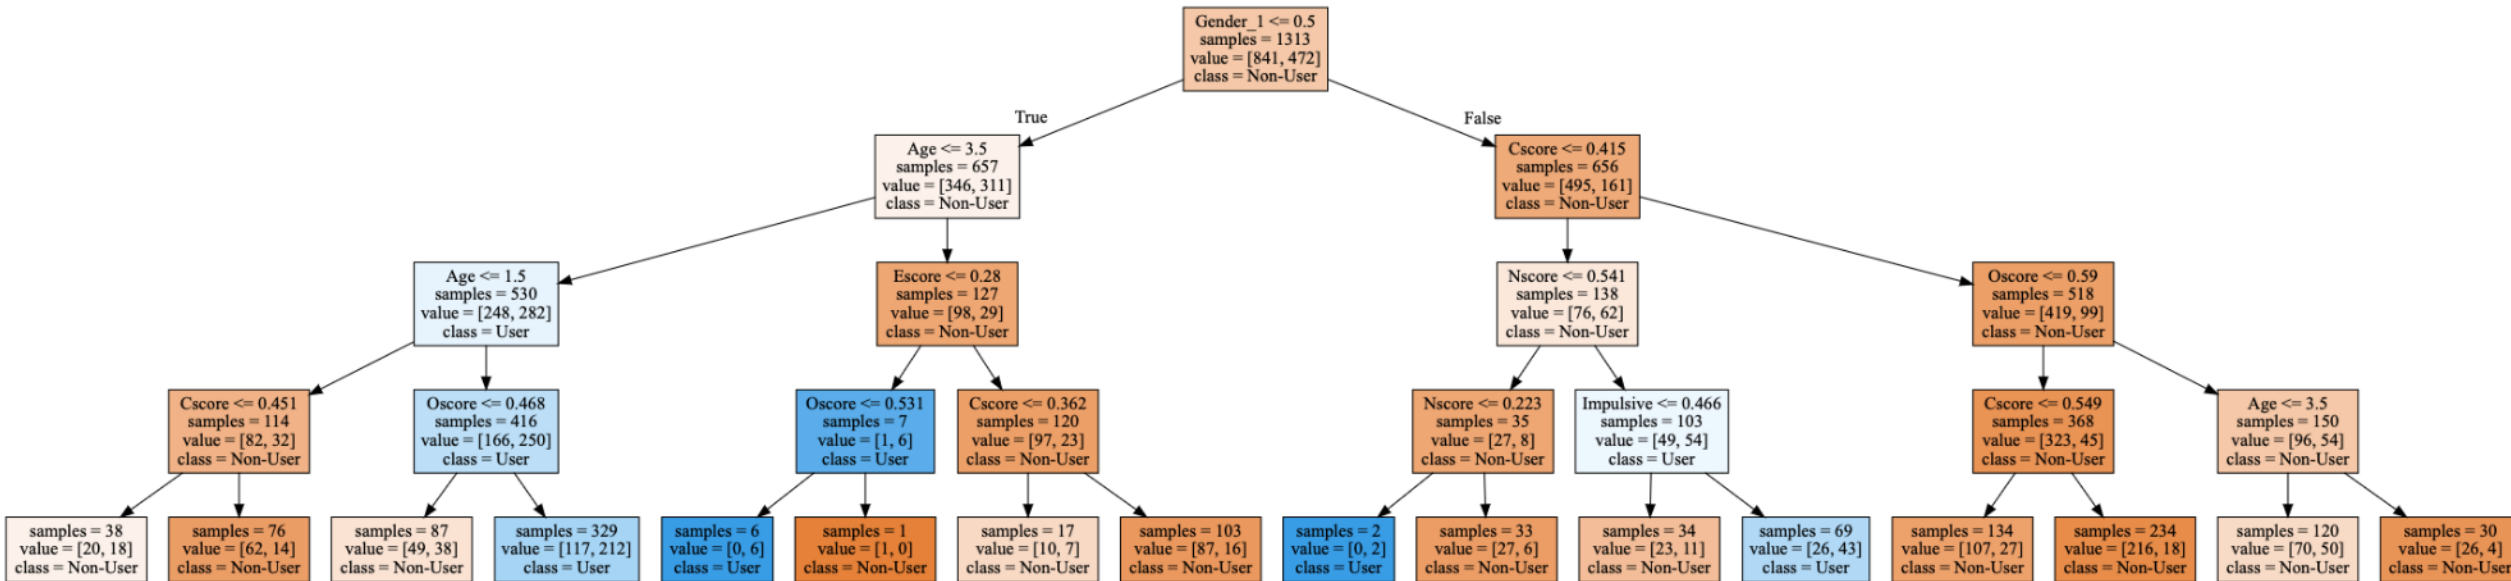 Gender_1 <= 0.5
samples = 1313
value = [841, 472]
class = Non-User
True
False
Age <= 3.5
samples = 657
value = [346, 311]
class = Non-User
Cscore <= 0.415
samples = 656
value = [495, 161]
class = Non-User
Age <= 1.5
samples = 530
value = [248, 282]
class = User
Escore <= 0.28
samples = 127
value = [98, 29]
class = Non-User
Nscore <= 0.541
samples = 138
value = [76, 62]
class = Non-User
Oscore <= 0.59
samples = 518
value = [419, 99]
class = Non-User
Cscore <= 0.451
samples = 114
value = [82, 32]
class = Non-User
Oscore <= 0.468
samples = 416
value = [166, 250]
class = User
Oscore <= 0.531
samples = 7
value = [1, 6]
class = User
Cscore <= 0.362
samples = 120
value = [97, 23]
class = Non-User
Nscore <= 0.223
samples = 35
value = [27, 8]
class = Non-User
Impulsive <= 0.466
samples = 103
value = [49, 54]
class = User
Cscore <= 0.549
samples = 368
value = [323, 45]
class = Non-User
Age <= 3.5
samples = 150
value = [96, 54]
class = Non-User
samples = 38
value = [20, 18]
class = Non-User
samples = 76
value = [62, 14]
class = Non-User
samples = 87
value = [49, 38]
class = Non-User
samples = 329
value = [117, 212]
class = User
samples = 6
value = [0, 6]
class = User
samples = 1
value = [1, 0]
class = Non-User
samples = 17
value = [10, 7]
class = Non-User
samples = 103
value = [87, 16]
class = Non-User
samples = 2
value = [0, 2]
class = User
samples = 33
value = [27, 6]
class = Non-User
samples = 34
value = [23, 11]
class = Non-User
samples = 69
value = [26, 43]
class = User
samples = 134
value = [107, 27]
class = Non-User
samples = 234
value = [216, 18]
class = Non-User
samples = 120
value = [70, 50]
class = Non-User
samples = 30
value = [26, 4]
class = Non-User